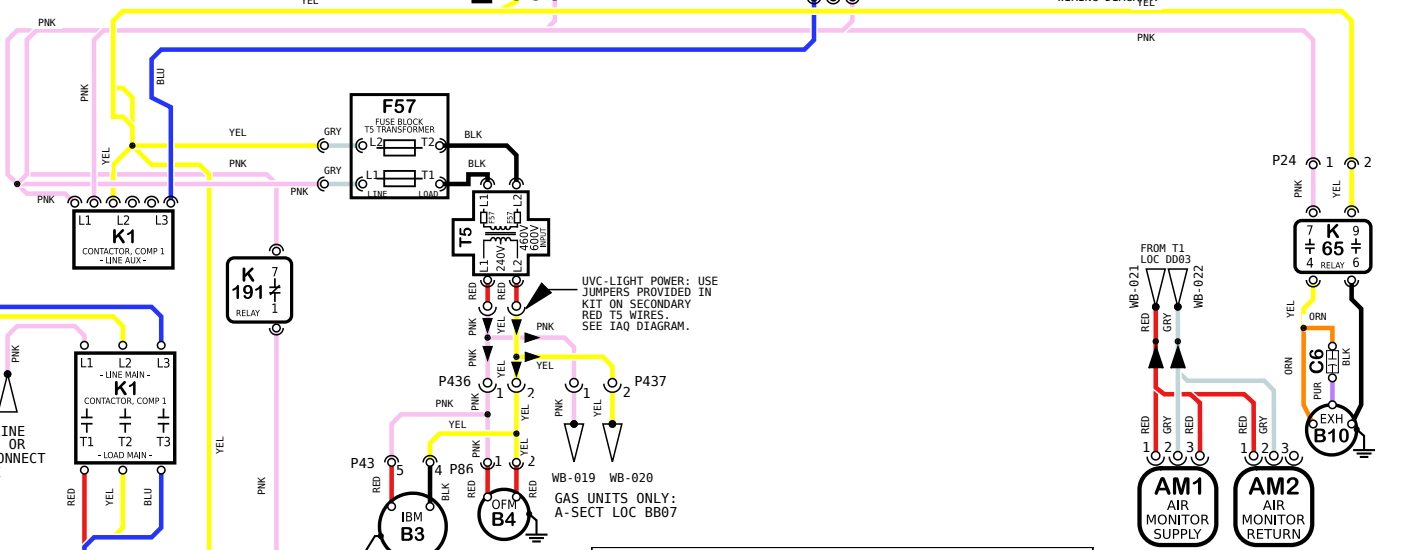 YEL
YEL
PNK
PNK
BLU
PNK
F57
FUSE BLOCK
T5 TRANSFORMER
YEL
GRY
L2
T2
BLK
YEL
PNK
GRY
L1
T1
BLK
PNK
LINE
LOAD
PNK
P24
1
2
PNK
YEL
L1
L2
L3
K1
CONTACTOR, COMP 1
- LINE AUX -
L1
L2
F57
F57
T5
460V
600V
INPUT
240V
L1
L2
K
191
7
1
RELAY
K
65
7
9
4
6
RELAY
FROM T1
LOC DD03
WB-021
WB-022
RED
RED
UVC-LIGHT POWER: USE
JUMPERS PROVIDED IN
KIT ON SECONDARY
RED T5 WIRES.
SEE IAQ DIAGRAM.
RED
GRY
YEL
ORN
PNK
YEL
PNK
PNK
YEL
YEL
PNK
L1
L2
L3
- LINE MAIN -
K1
CONTACTOR, COMP 1
T1
T2
T3
- LOAD MAIN -
ORN
C6
BLK
PUR
P436
1
2
1
2
P437
PNK
PNK
YEL
PNK
YEL
YEL
PNK
YEL
EXH
B10
INE
OR
ONNECT
YEL
RED
GRY
RED
RED
GRY
1
2
3
1
2
3
P43
5
4
P86
1
2
WB-019
WB-020
RED
BLK
RED
RED
GAS UNITS ONLY:
A-SECT LOC BB07
PNK
RED
YEL
BLU
IBM
B3
OFM
B4
AM1
AIR
MONITOR
SUPPLY
AM2
AIR
MONITOR
RETURN